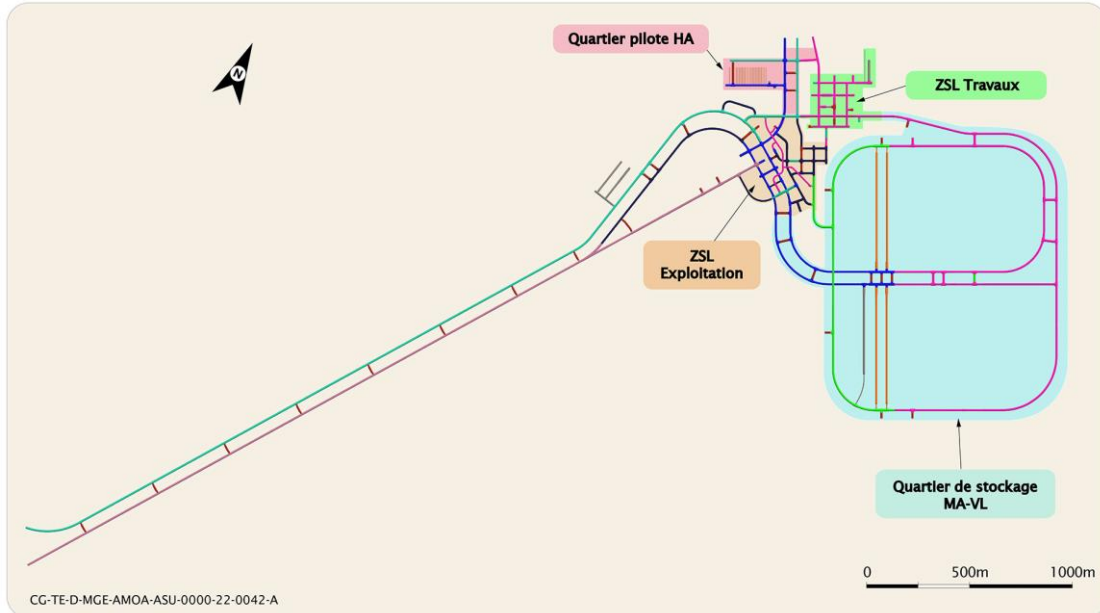 Quartier pilote HA
ZSL Travaux
N
ZSL
Exploitation
Quartier de stockage
MA-VL
0 500m 1000m
CG-TE-D-MGE-AMOA-ASU-0000-22-0042-A